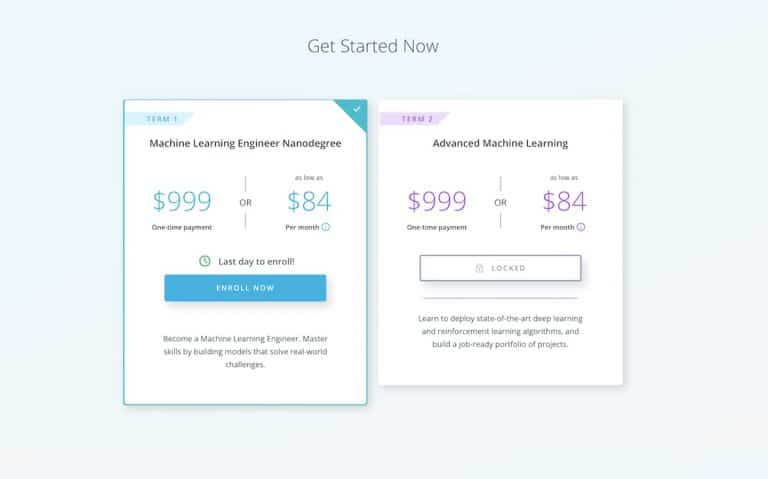 Get Started Now
TERM 1
Machine Learning Engineer Nanodegree
$999
One-time payment
OR
as low as
$84
Per month
Last day to enroll!
ENROLL NOW
Become a Machine Learning Engineer. Master
skills by building models that solve real-world
challenges.
TERM 2
Advanced Machine Learning
$999
One-time payment
OR
as low as
$84
Per month
LOCKED
Learn to deploy state-of-the-art deep learning
and reinforcement learning algorithms, and
build a job-ready portfolio of projects.